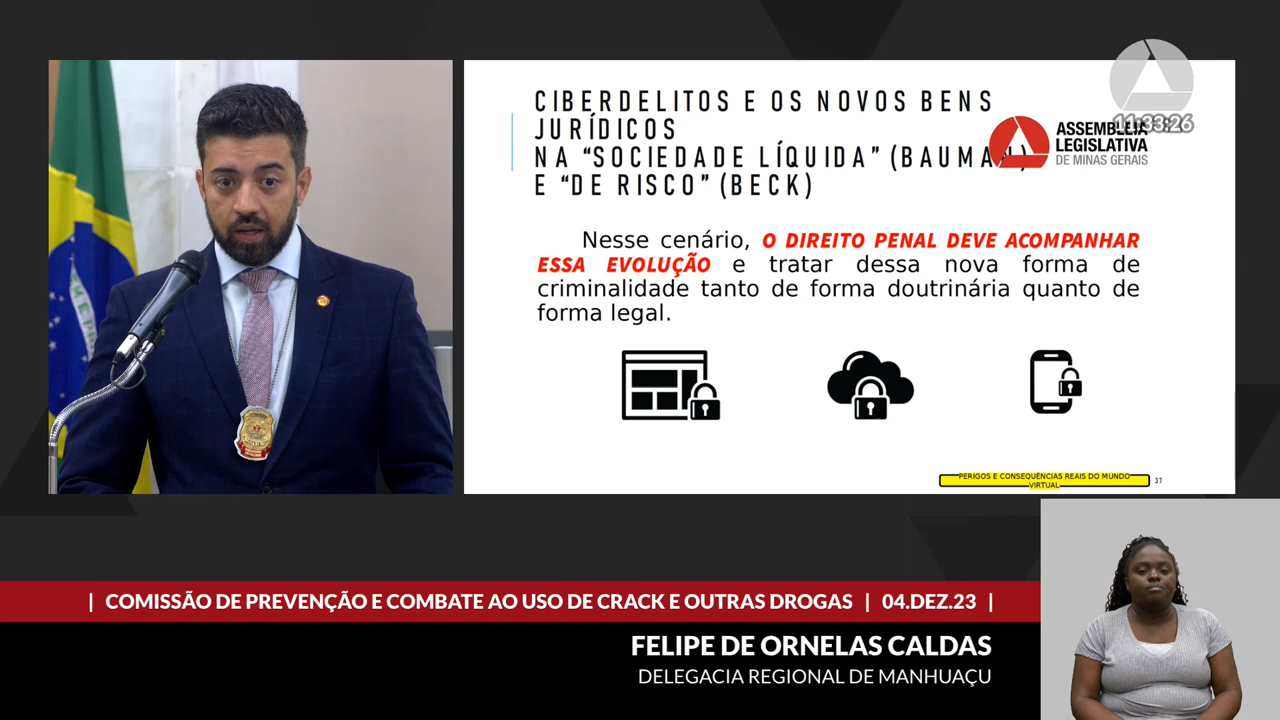 CIBERDELITOS E OS NOVOS BENS
JURÍDICOS
NA “SOCIEDADE LÍQUIDA” (BAUMAN)
E “DE RISCO” (BECK)
11:33:26
ASSEMBLEIA
LEGISLATIVA
DE MINAS GERAIS
Nesse cenário, O DIREITO PENAL DEVE ACOMPANHAR
ESSA EVOLUÇÃO e tratar dessa nova forma de
criminalidade tanto de forma doutrinária quanto de
forma legal.
PERIGOS E CONSEQUÊNCIAS REAIS DO MUNDO
VIRTUAL
37
| COMISSÃO DE PREVENÇÃO E COMBATE AO USO DE CRACK E OUTRAS DROGAS | 04.DEZ.23 |
FELIPE DE ORNELAS CALDAS
DELEGACIA REGIONAL DE MANHUAÇU